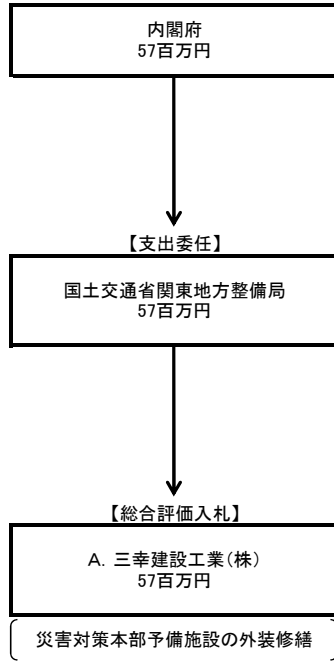 内閣府
57百万円
【支出委任】
国土交通省関東地方整備局
57百万円
【総合評価入札】
A. 三幸建設工業(株)
57百万円
災害対策本部予備施設の外装修繕